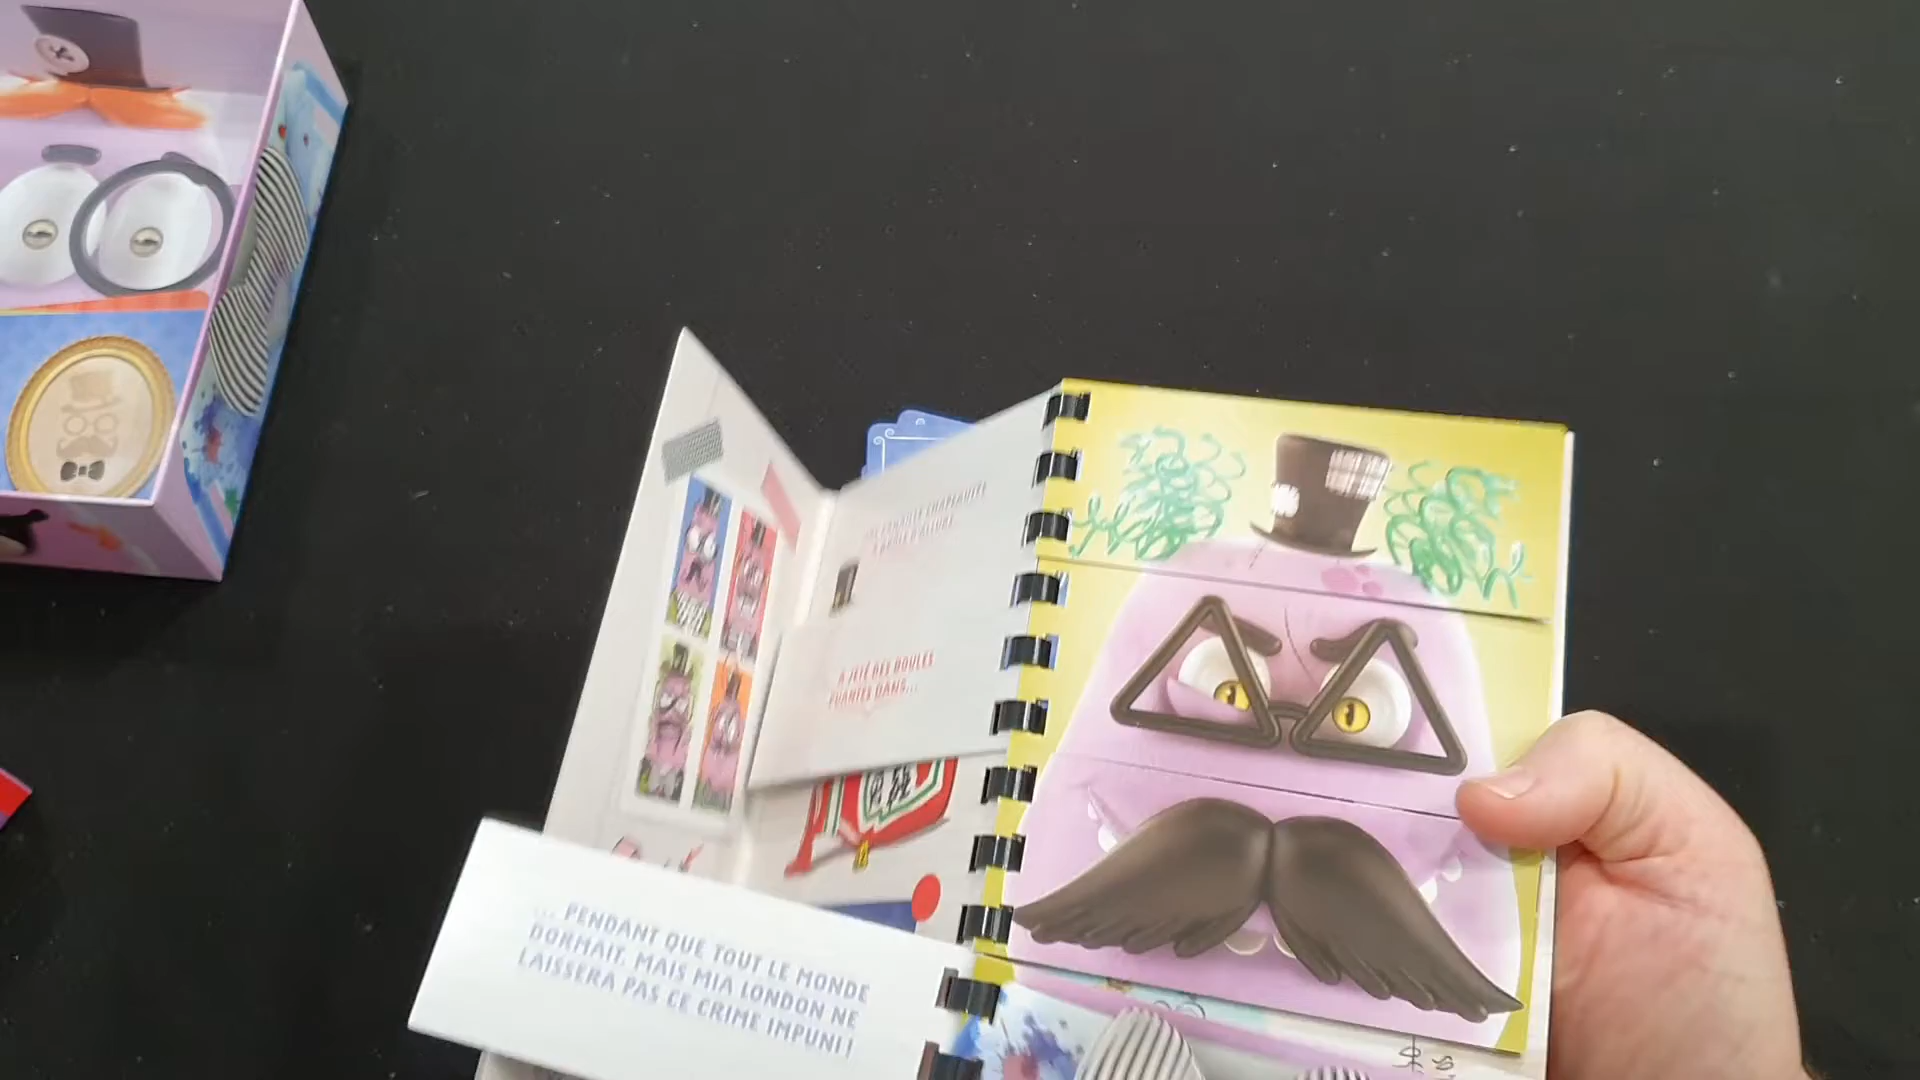 CHAPEAUTÉE
À JETÉ DES BOULES
PUANTES DANS...
... PENDANT QUE TOUT LE MONDE
DORMAIT. MAIS MIA LONDON NE
LAISSERA PAS CE CRIME IMPUNI !